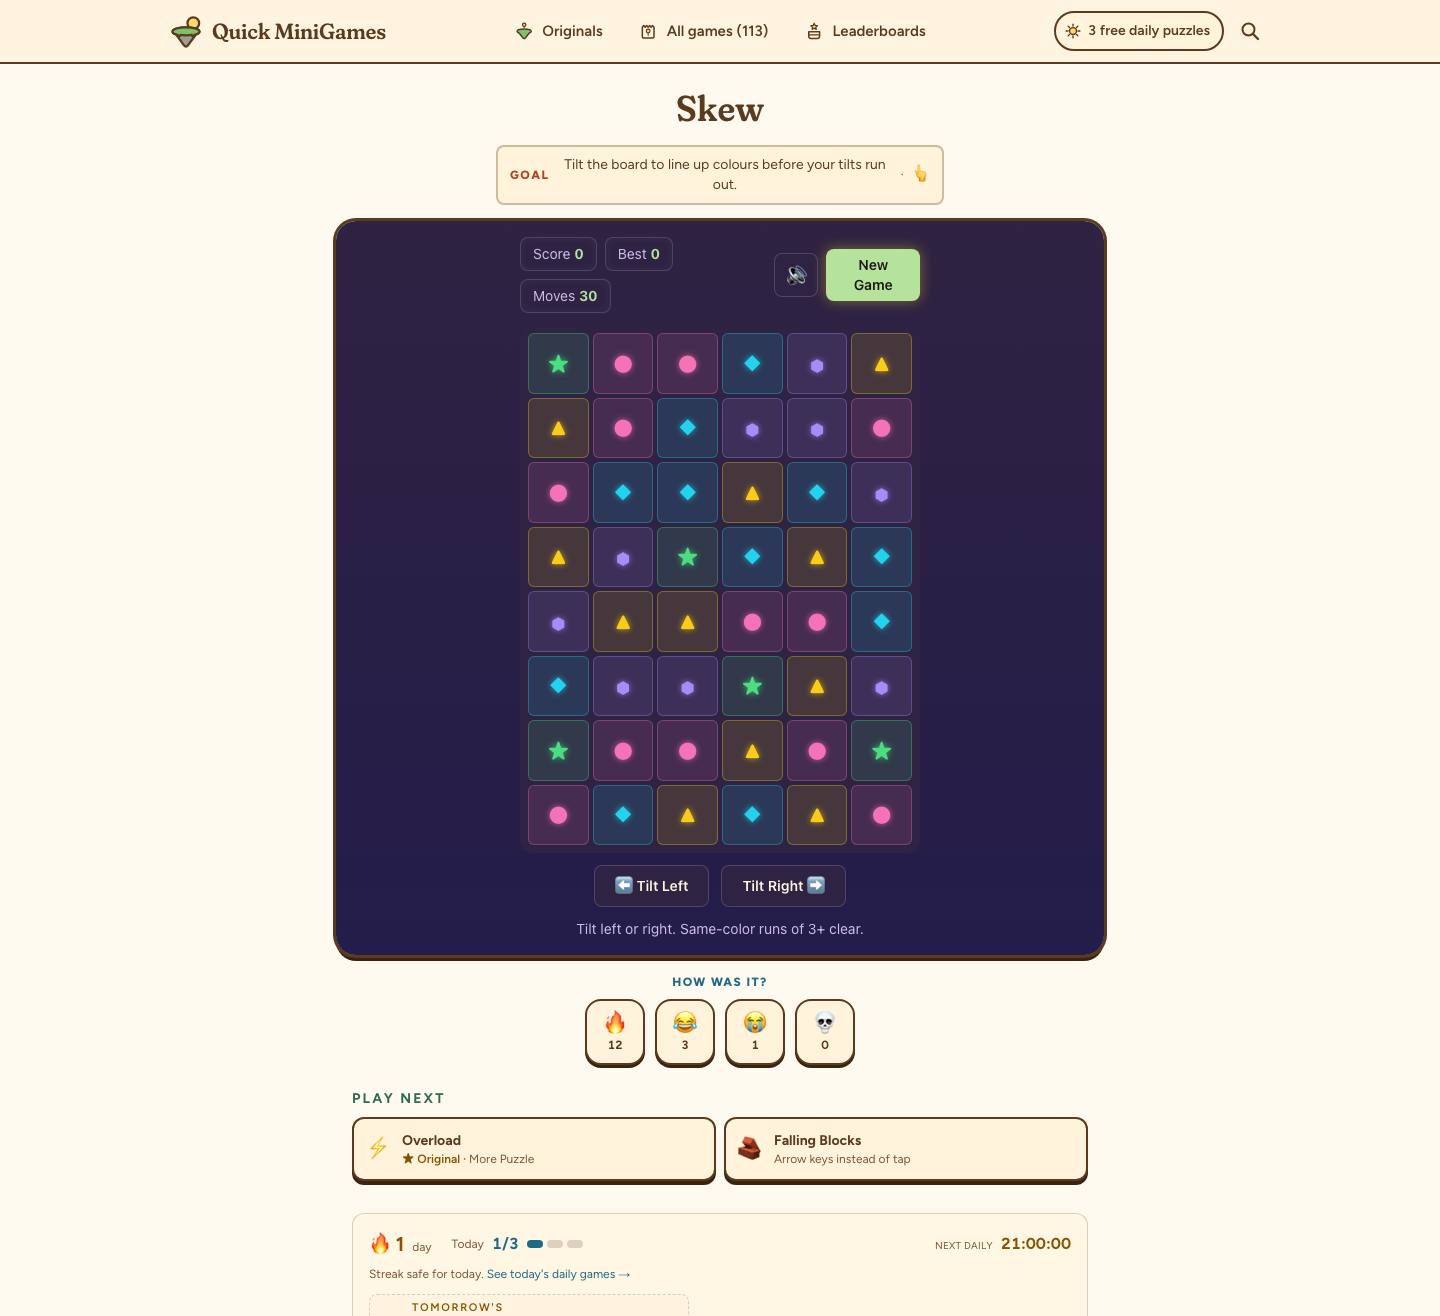 Quick MiniGames
Originals
All games (113)
Leaderboards
3 free daily puzzles
Skew
GOAL
Tilt the board to line up colours before your tilts run
out.
·
Score 0
Best 0
Moves 30
New
Game
Tilt Left
Tilt Right
Tilt left or right. Same-color runs of 3+ clear.
HOW WAS IT?
12
3
1
0
PLAY NEXT
Overload
Original · More Puzzle
Falling Blocks
Arrow keys instead of tap
1 day
Today 1/3
NEXT DAILY 21:00:00
Streak safe for today. See today's daily games →
TOMORROW'S